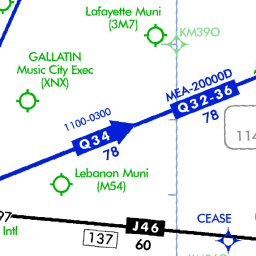 Lafayette Muni
(3M7)
KM39O
GALLATIN
Music City Exec
(XNX)
MEA-20000D
Q32-36
78
1100-0300
Q34
78
114
Lebanon Muni
(M54)
97
Intl
J46
137
60
CEASE